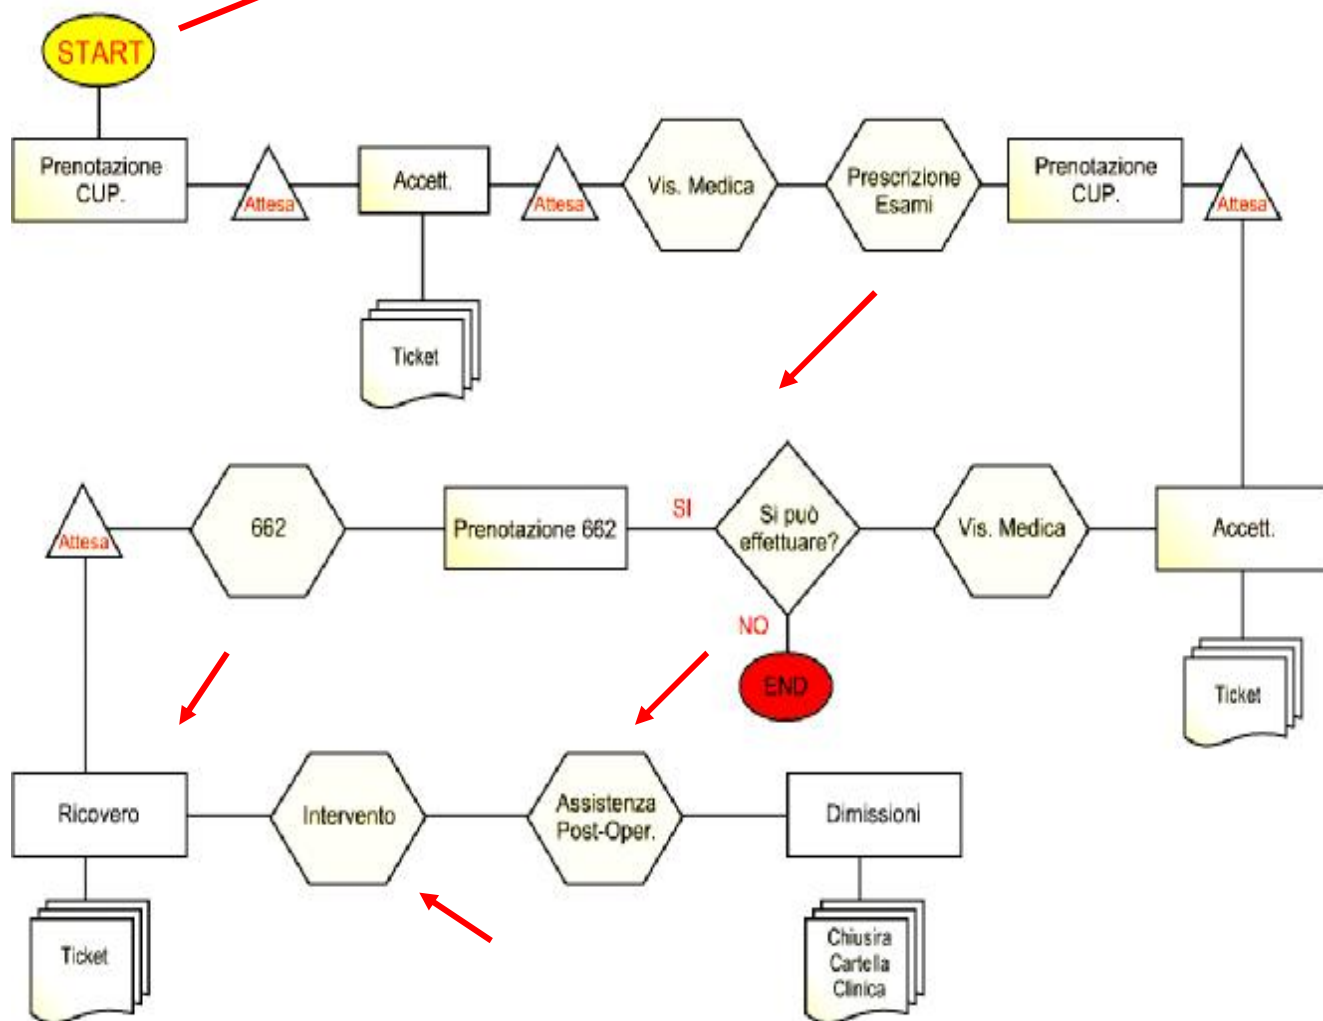 START
Prenotazione
CUP.
Attesa
Accett.
Attesa
Vis. Medica
Prescrizione
Esami
Prenotazione
CUP.
Attesa
Ticket
Attesa
662
Prenotazione 662
SI
Si può
effettuare?
Vis. Medica
Accett.
NO
END
Ticket
Ricovero
Intervento
Assistenza
Post-Oper.
Dimissioni
Ticket
Chiusira
Cartella
Clinica